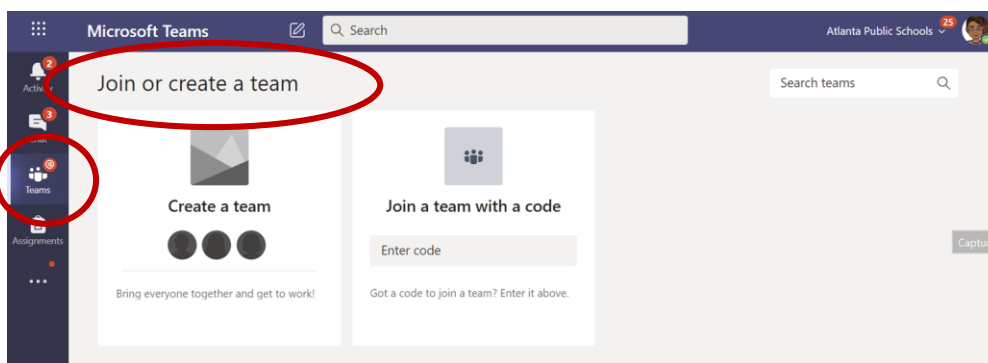 Microsoft Teams
Search
Atlanta Public Schools
25
2
Activity
Join or create a team
Search teams
3
Teams
Create a team
Join a team with a code
Enter code
Assignments
Bring everyone together and get to work!
Got a code to join a team? Enter it above.
Captu